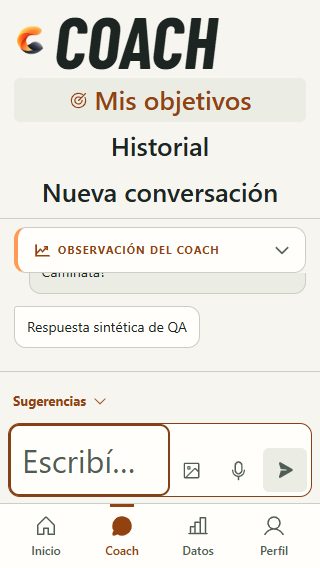 COACH
Mis objetivos
Historial
Nueva conversación
OBSERVACIÓN DEL COACH
Caminata?
Respuesta sintética de QA
Sugerencias
Escribí...
Inicio
Coach
Datos
Perfil